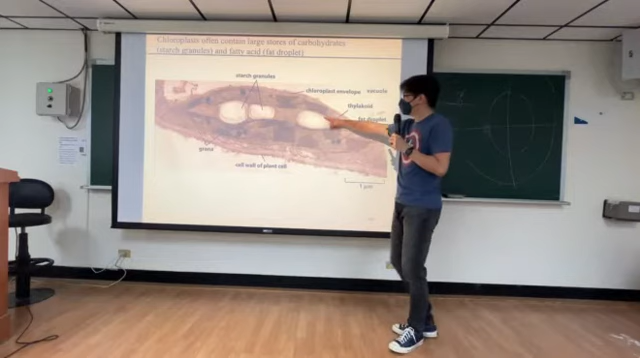 Chloroplasts often contain large stores of carbohydrates
(starch granules) and fatty acid (fat droplet)
starch granules
chloroplast envelope
vacuole
thylakoid
fat droplet
grana
cell wall of plant cell
1 µm